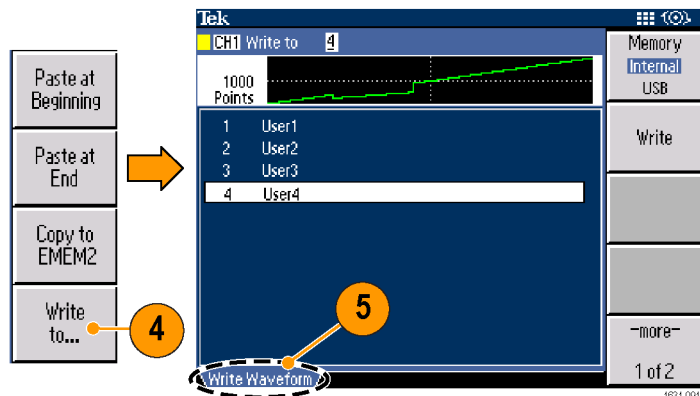 Tek
CH1 Write to 4
Memory
Internal
USB
1000
Points
Paste at
Beginning
Write
1 User1
2 User2
3 User3
4 User4
Paste at
End
Copy to
EMEM2
Write
to...
4
5
-more-
1 of 2
Write Waveform